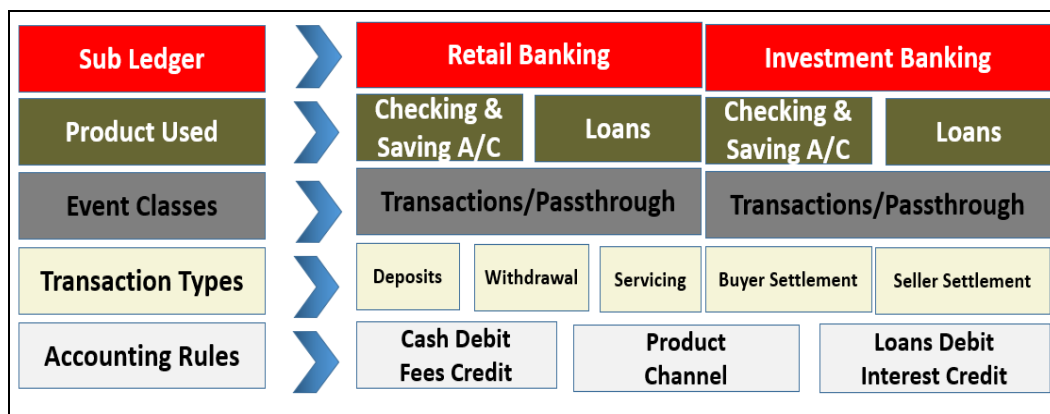 Sub Ledger
Retail Banking
Investment Banking
Product Used
Checking &
Saving A/C
Loans
Checking &
Saving A/C
Loans
Event Classes
Transactions/Passthrough
Transactions/Passthrough
Transaction Types
Deposits
Withdrawal
Servicing
Buyer Settlement
Seller Settlement
Accounting Rules
Cash Debit
Fees Credit
Product
Channel
Loans Debit
Interest Credit